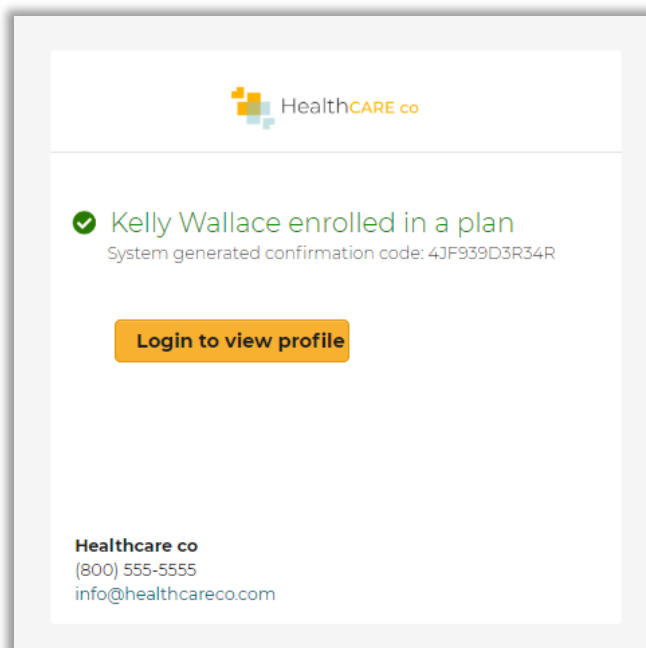 HealthCARE co
Kelly Wallace enrolled in a plan
System generated confirmation code: 4JF939D3R34R
Login to view profile
Healthcare co
(800) 555-5555
info@healthcareco.com